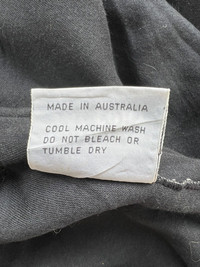 MADE IN AUSTRALIA
COOL MACHINE WASH
DO NOT BLEACH OR
TUMBLE DRY